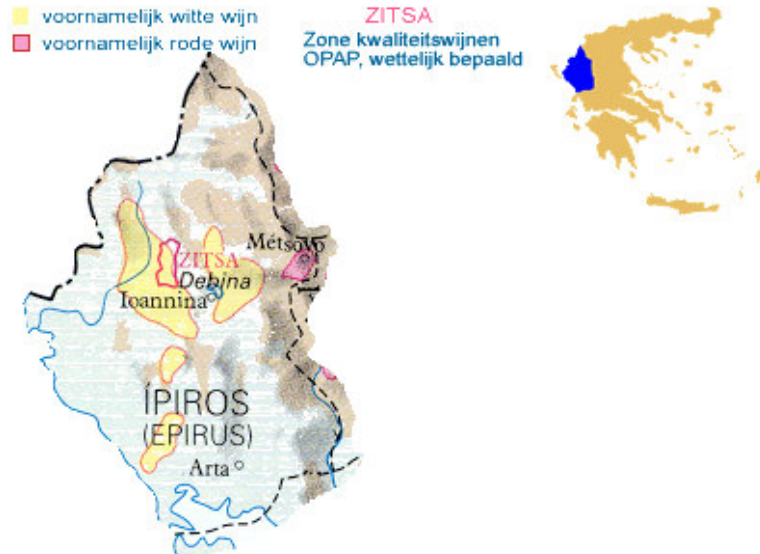 voornamelijk witte wijn
voornamelijk rode wijn
ZITSA
Zone kwaliteitswijnen
OPAP, wettelijk bepaald
Métsovo
ZITSA
Debina
Ioannina
ÍPIROS
(EPIRUS)
Arta